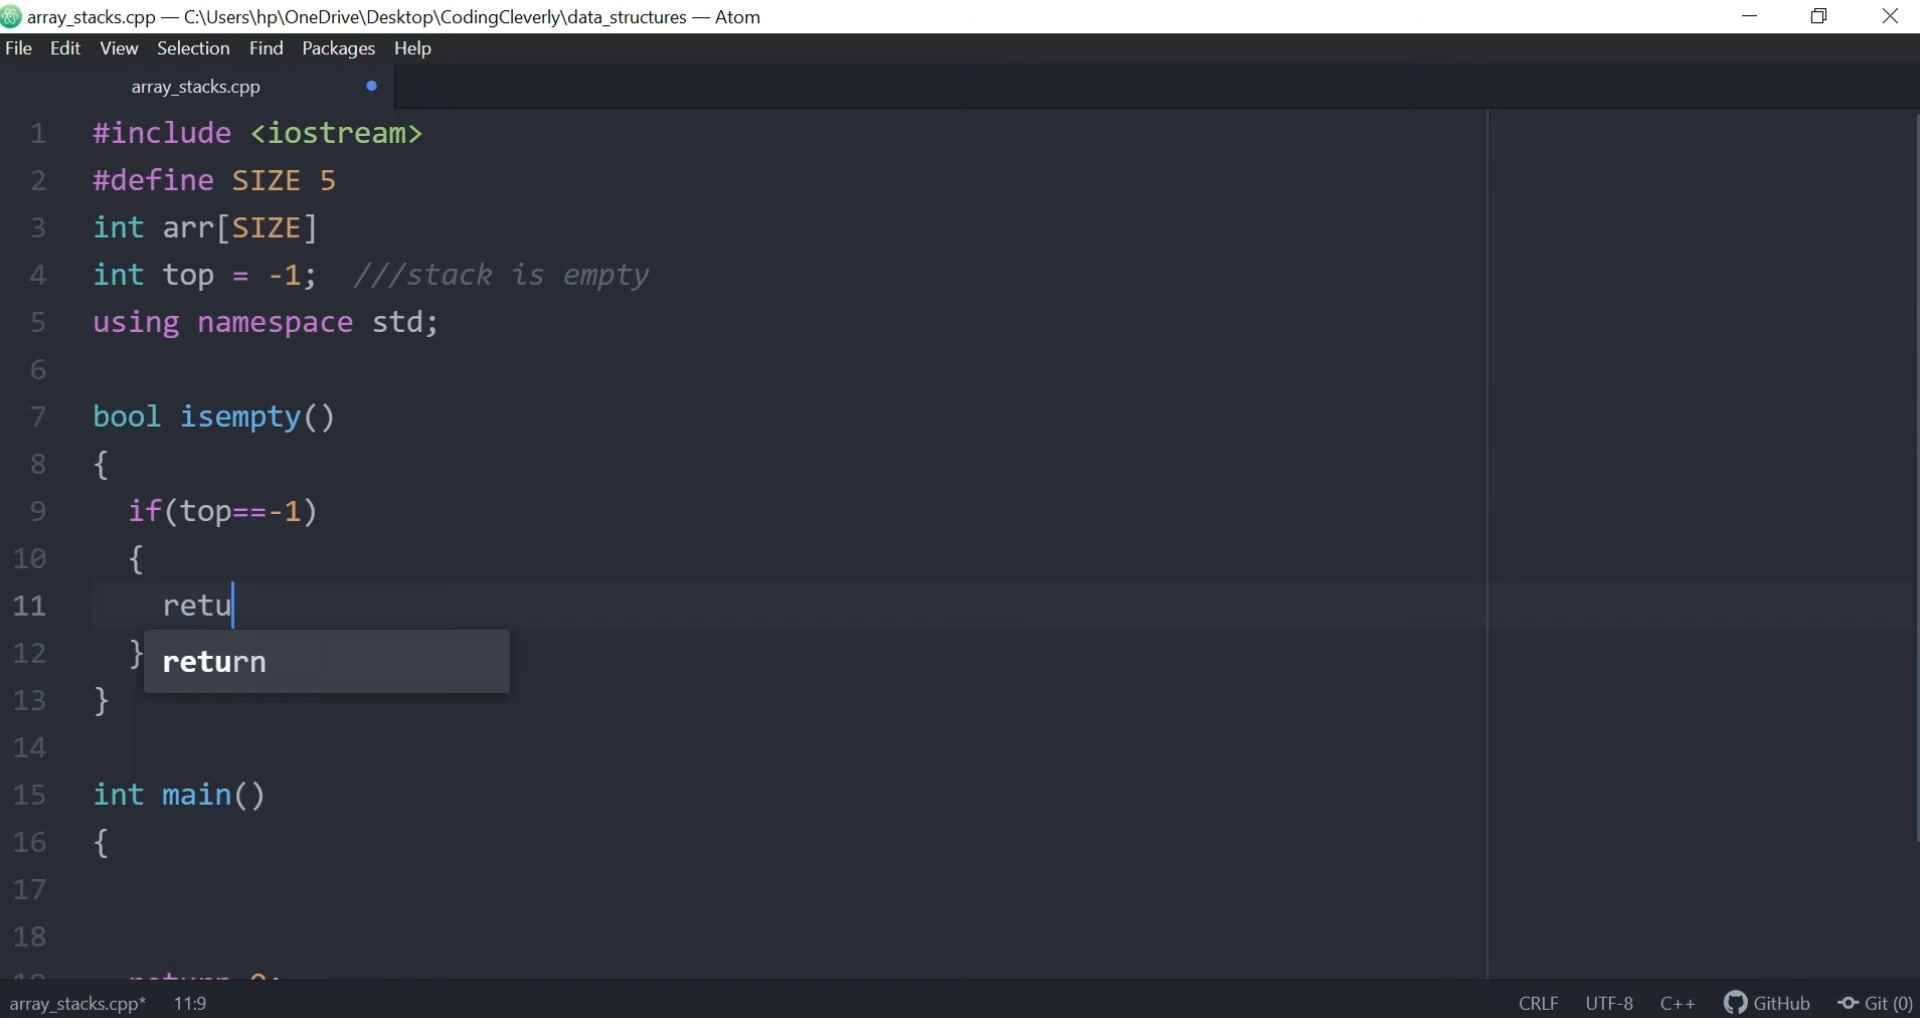 array_stacks.cpp — C:\Users\hp\OneDrive\Desktop\CodingCleverly\data_structures — Atom
File Edit View Selection Find Packages Help
array_stacks.cpp
1 #include <iostream>
2 #define SIZE 5
3 int arr[SIZE]
4 int top = -1; ///stack is empty
5 using namespace std;
6
7 bool isempty()
8 {
9 if(top==-1)
10 {
11 retu
12 }
return
13 }
14
15 int main()
16 {
17
18
19 return 0;
array_stacks.cpp* 11:9 CRLF UTF-8 C++ GitHub Git (0)